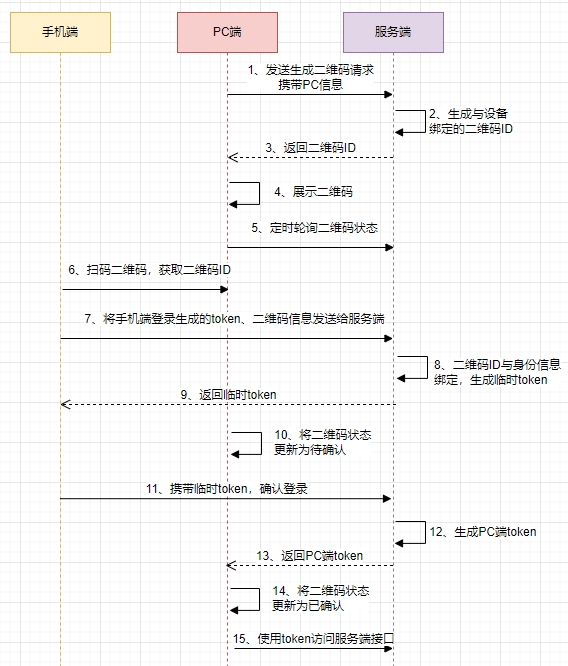 手机端
PC端
服务端
1、发送生成二维码请求
携带PC信息
2、生成与设备
绑定的二维码ID
3、返回二维码ID
4、展示二维码
5、定时轮询二维码状态
6、扫码二维码，获取二维码ID
7、将手机端登录生成的token、二维码信息发送给服务端
8、二维码ID与身份信息
绑定，生成临时token
9、返回临时token
10、将二维码状态
更新为待确认
11、携带临时token，确认登录
12、生成PC端token
13、返回PC端token
14、将二维码状态
更新为已确认
15、使用token访问服务端接口